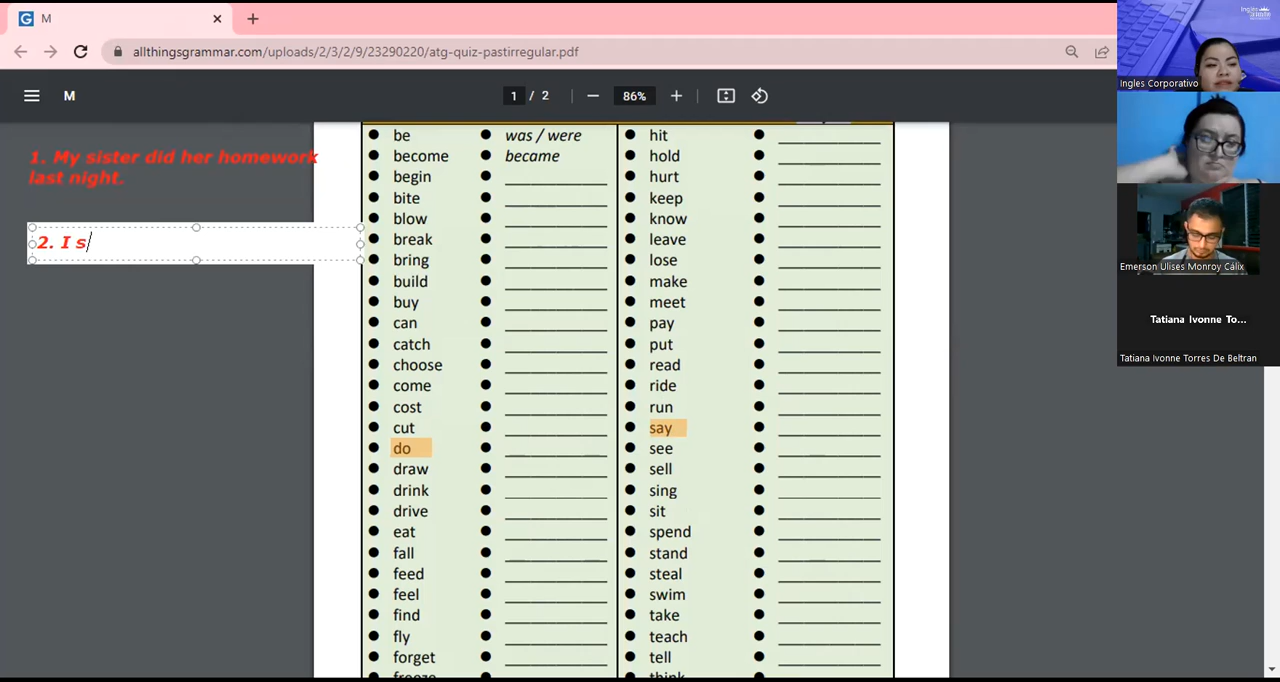 M
allthingsgrammar.com/uploads/2/3/2/9/23290220/atg-quiz-pastirregular.pdf
M
1 / 2
86%
1. My sister did her homework
last night.
2. I s
be was / were hit
become became hold
begin hurt
bite keep
blow know
break leave
bring lose
build make
buy meet
can pay
catch put
choose read
come ride
cost run
cut say
do see
draw sell
drink sing
drive sit
eat spend
fall stand
feed steal
feel swim
find take
fly teach
forget tell
freeze think
Ingles Corporativo
Emerson Ulises Monroy Cálix
Tatiana Ivonne To...
Tatiana Ivonne Torres De Beltran